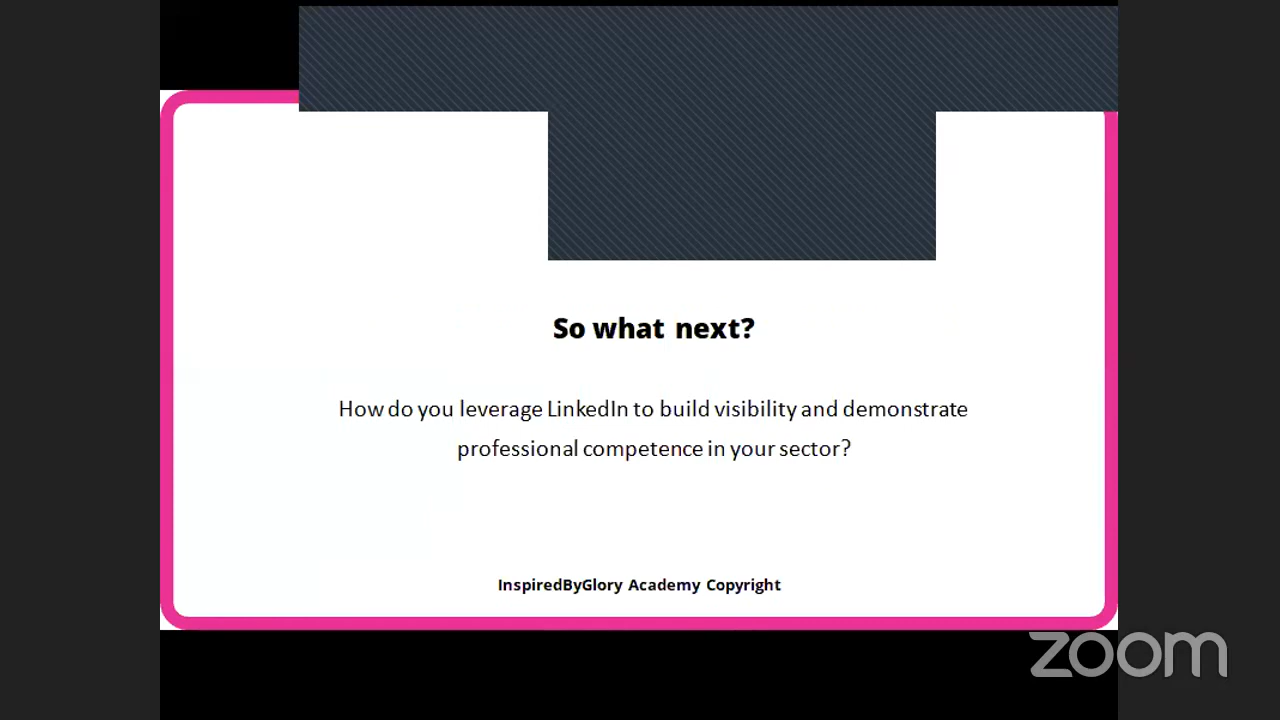 So what next?
How do you leverage LinkedIn to build visibility and demonstrate
professional competence in your sector?
InspiredByGlory Academy Copyright
zoom